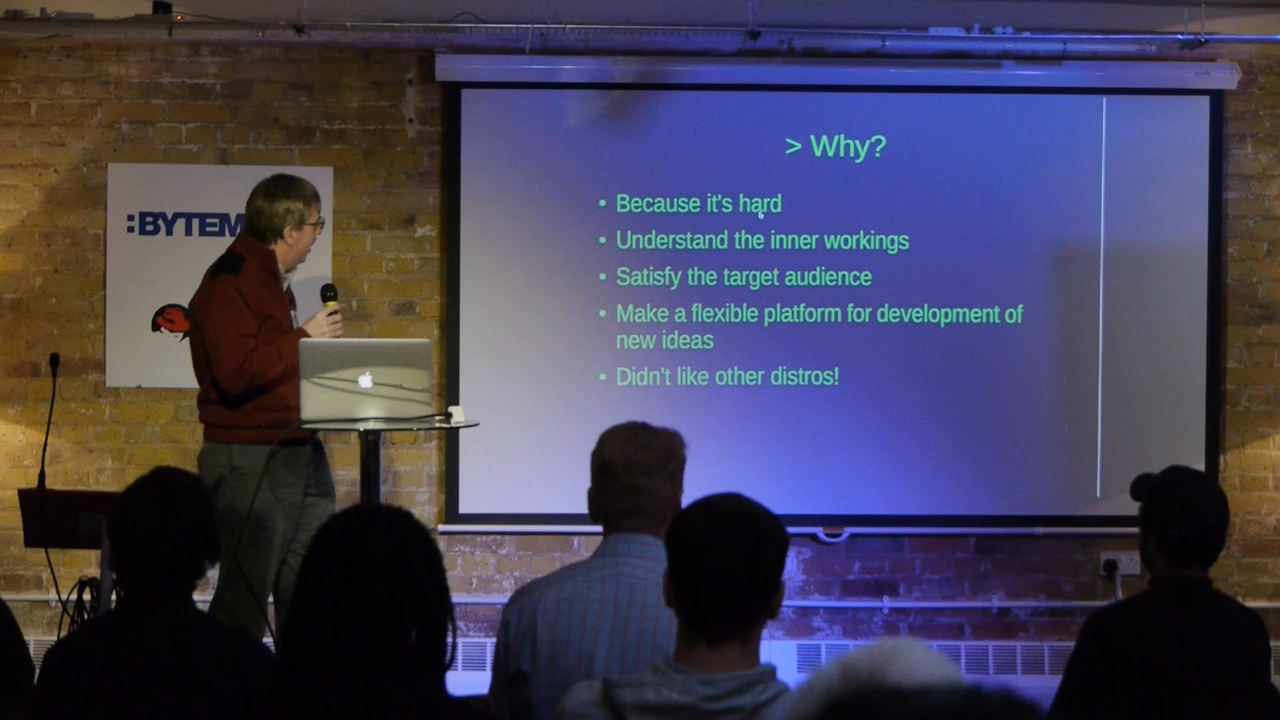 :BYTEM
> Why?
• Because it's hard
• Understand the inner workings
• Satisfy the target audience
• Make a flexible platform for development of
new ideas
• Didn't like other distros!